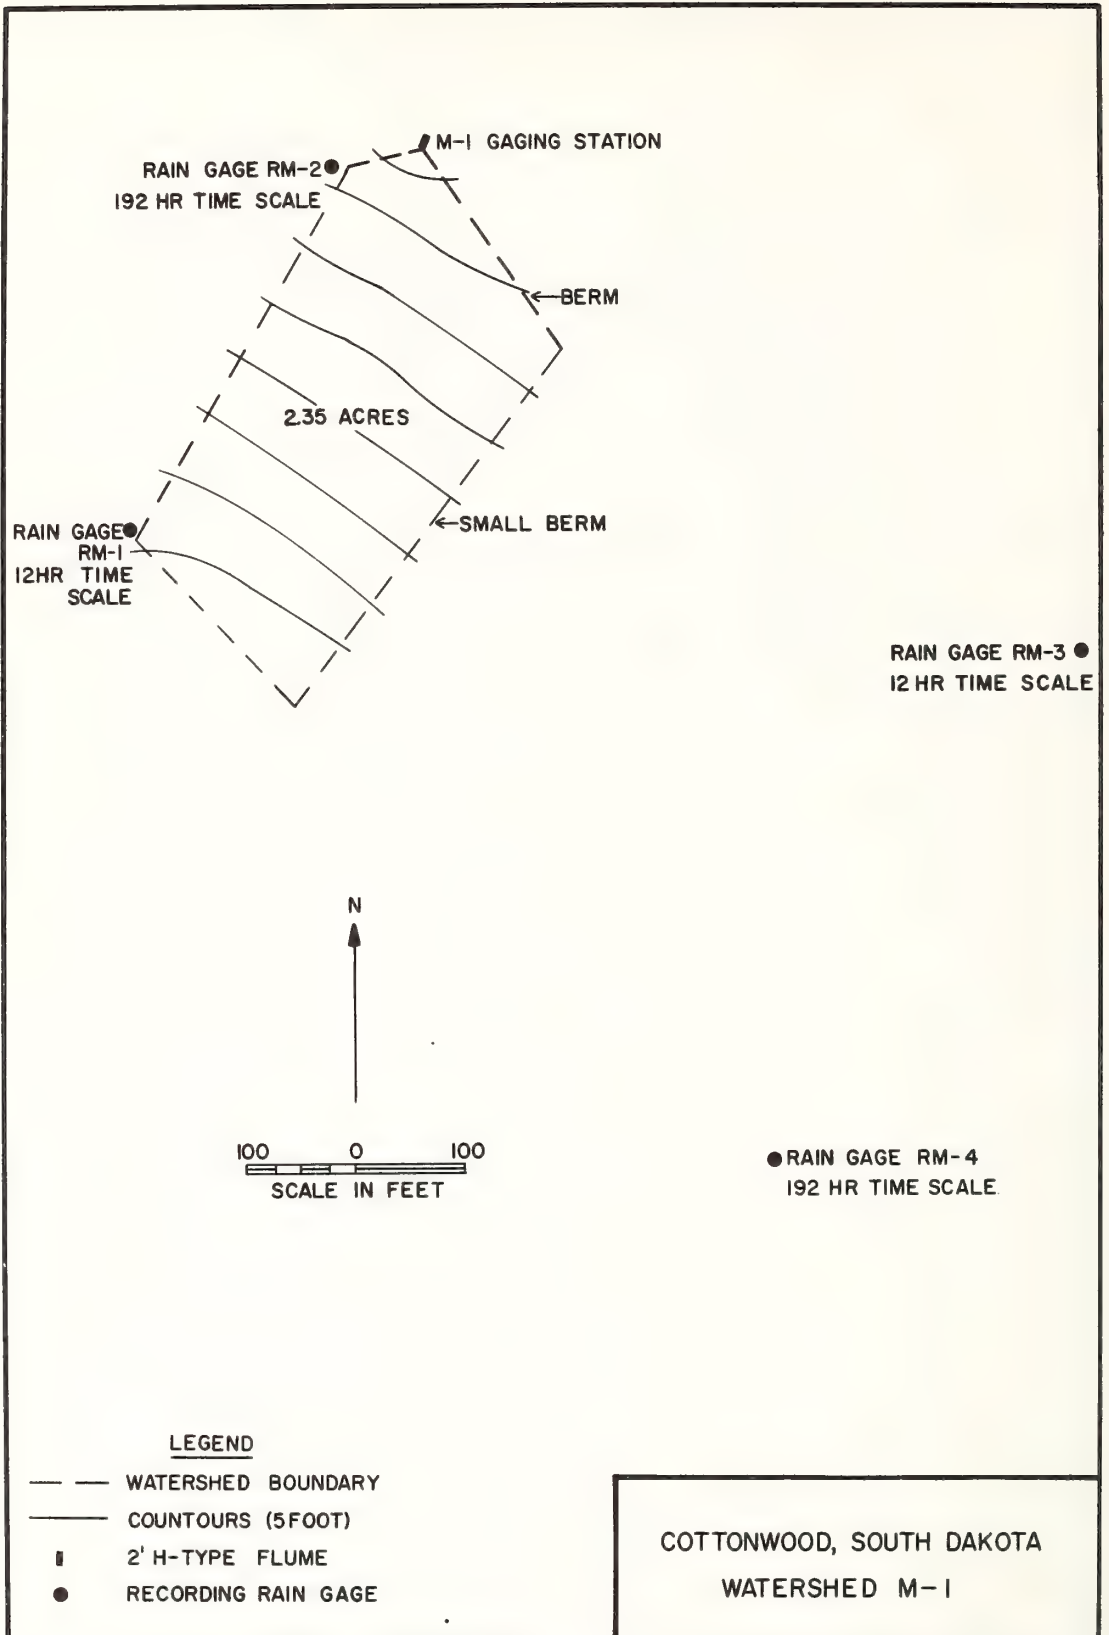 M-1 GAGING STATION
RAIN GAGE RM-2
192 HR TIME SCALE
BERM
2.35 ACRES
SMALL BERM
RAIN GAGE
RM-1
12HR TIME
SCALE
RAIN GAGE RM-3
12 HR TIME SCALE
N
100 0 100
SCALE IN FEET
RAIN GAGE RM-4
192 HR TIME SCALE
LEGEND
WATERSHED BOUNDARY
COUNTOURS (5 FOOT)
2' H-TYPE FLUME
RECORDING RAIN GAGE
COTTONWOOD, SOUTH DAKOTA
WATERSHED M-1